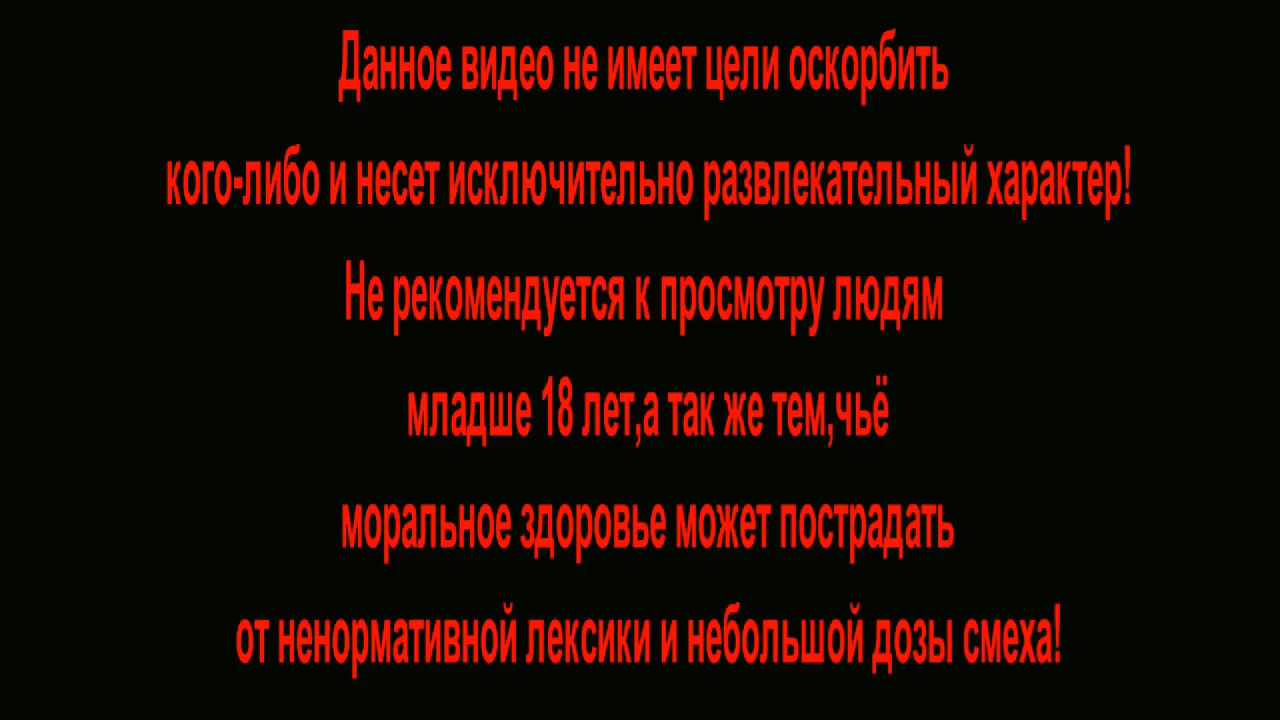 Данное видео не имеет цели оскорбить
кого-либо и несет исключительно развлекательный характер!
Не рекомендуется к просмотру людям
младше 18 лет,а так же тем,чьё
моральное здоровье может пострадать
от ненормативной лексики и небольшой дозы смеха!